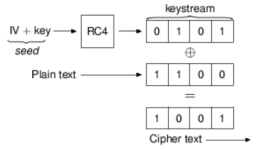 keystream
IV + key RC4 0 1 0 1
seed
⊕
Plain text 1 1 0 0
=
1 0 0 1
Cipher text